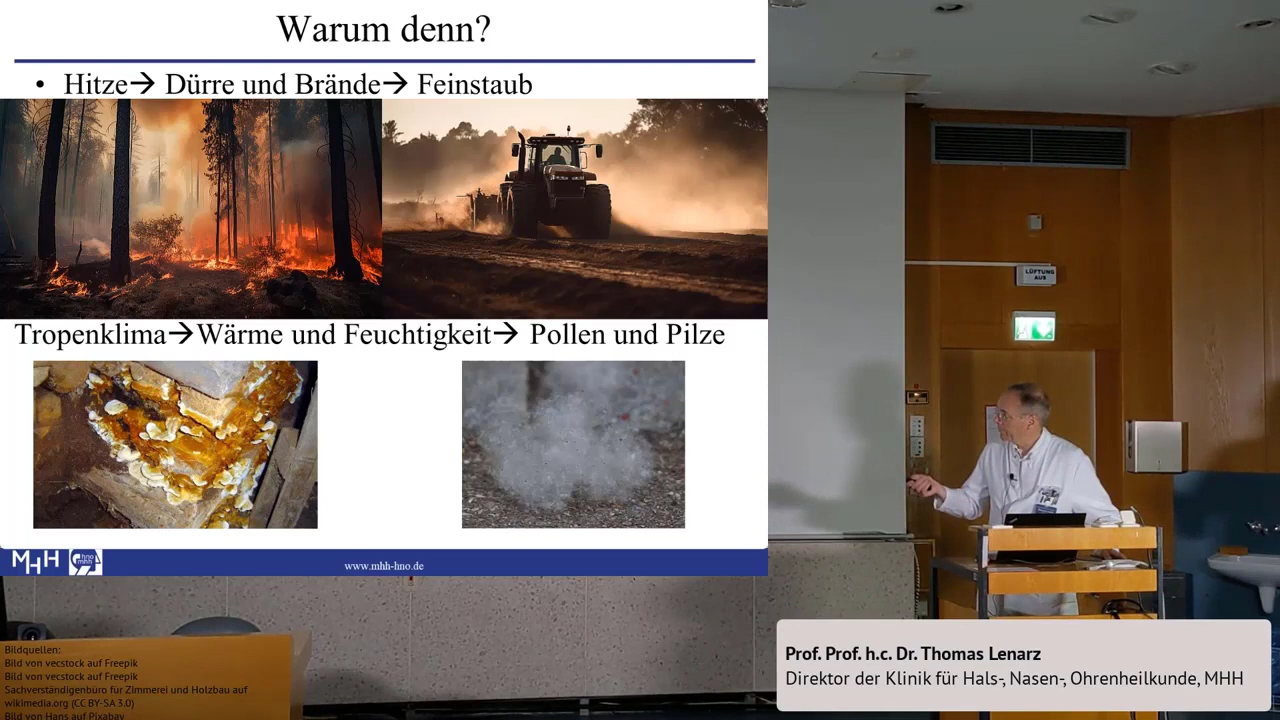 Warum denn?
• Hitze→ Dürre und Brände→ Feinstaub
Tropenklima→Wärme und Feuchtigkeit→ Pollen und Pilze
MHH
hno
mhh
www.mhh-hno.de
LÜFTUNG
AUS
Bildquellen:
Bild von vecstock auf Freepik
Bild von vecstock auf Freepik
Sachverständigenbüro für Zimmerei und Holzbau auf
wikimedia.org (CC BY-SA 3.0)
Bild von Hans auf Pixabay
Prof. Prof. h.c. Dr. Thomas Lenarz
Direktor der Klinik für Hals-, Nasen-, Ohrenheilkunde, MHH